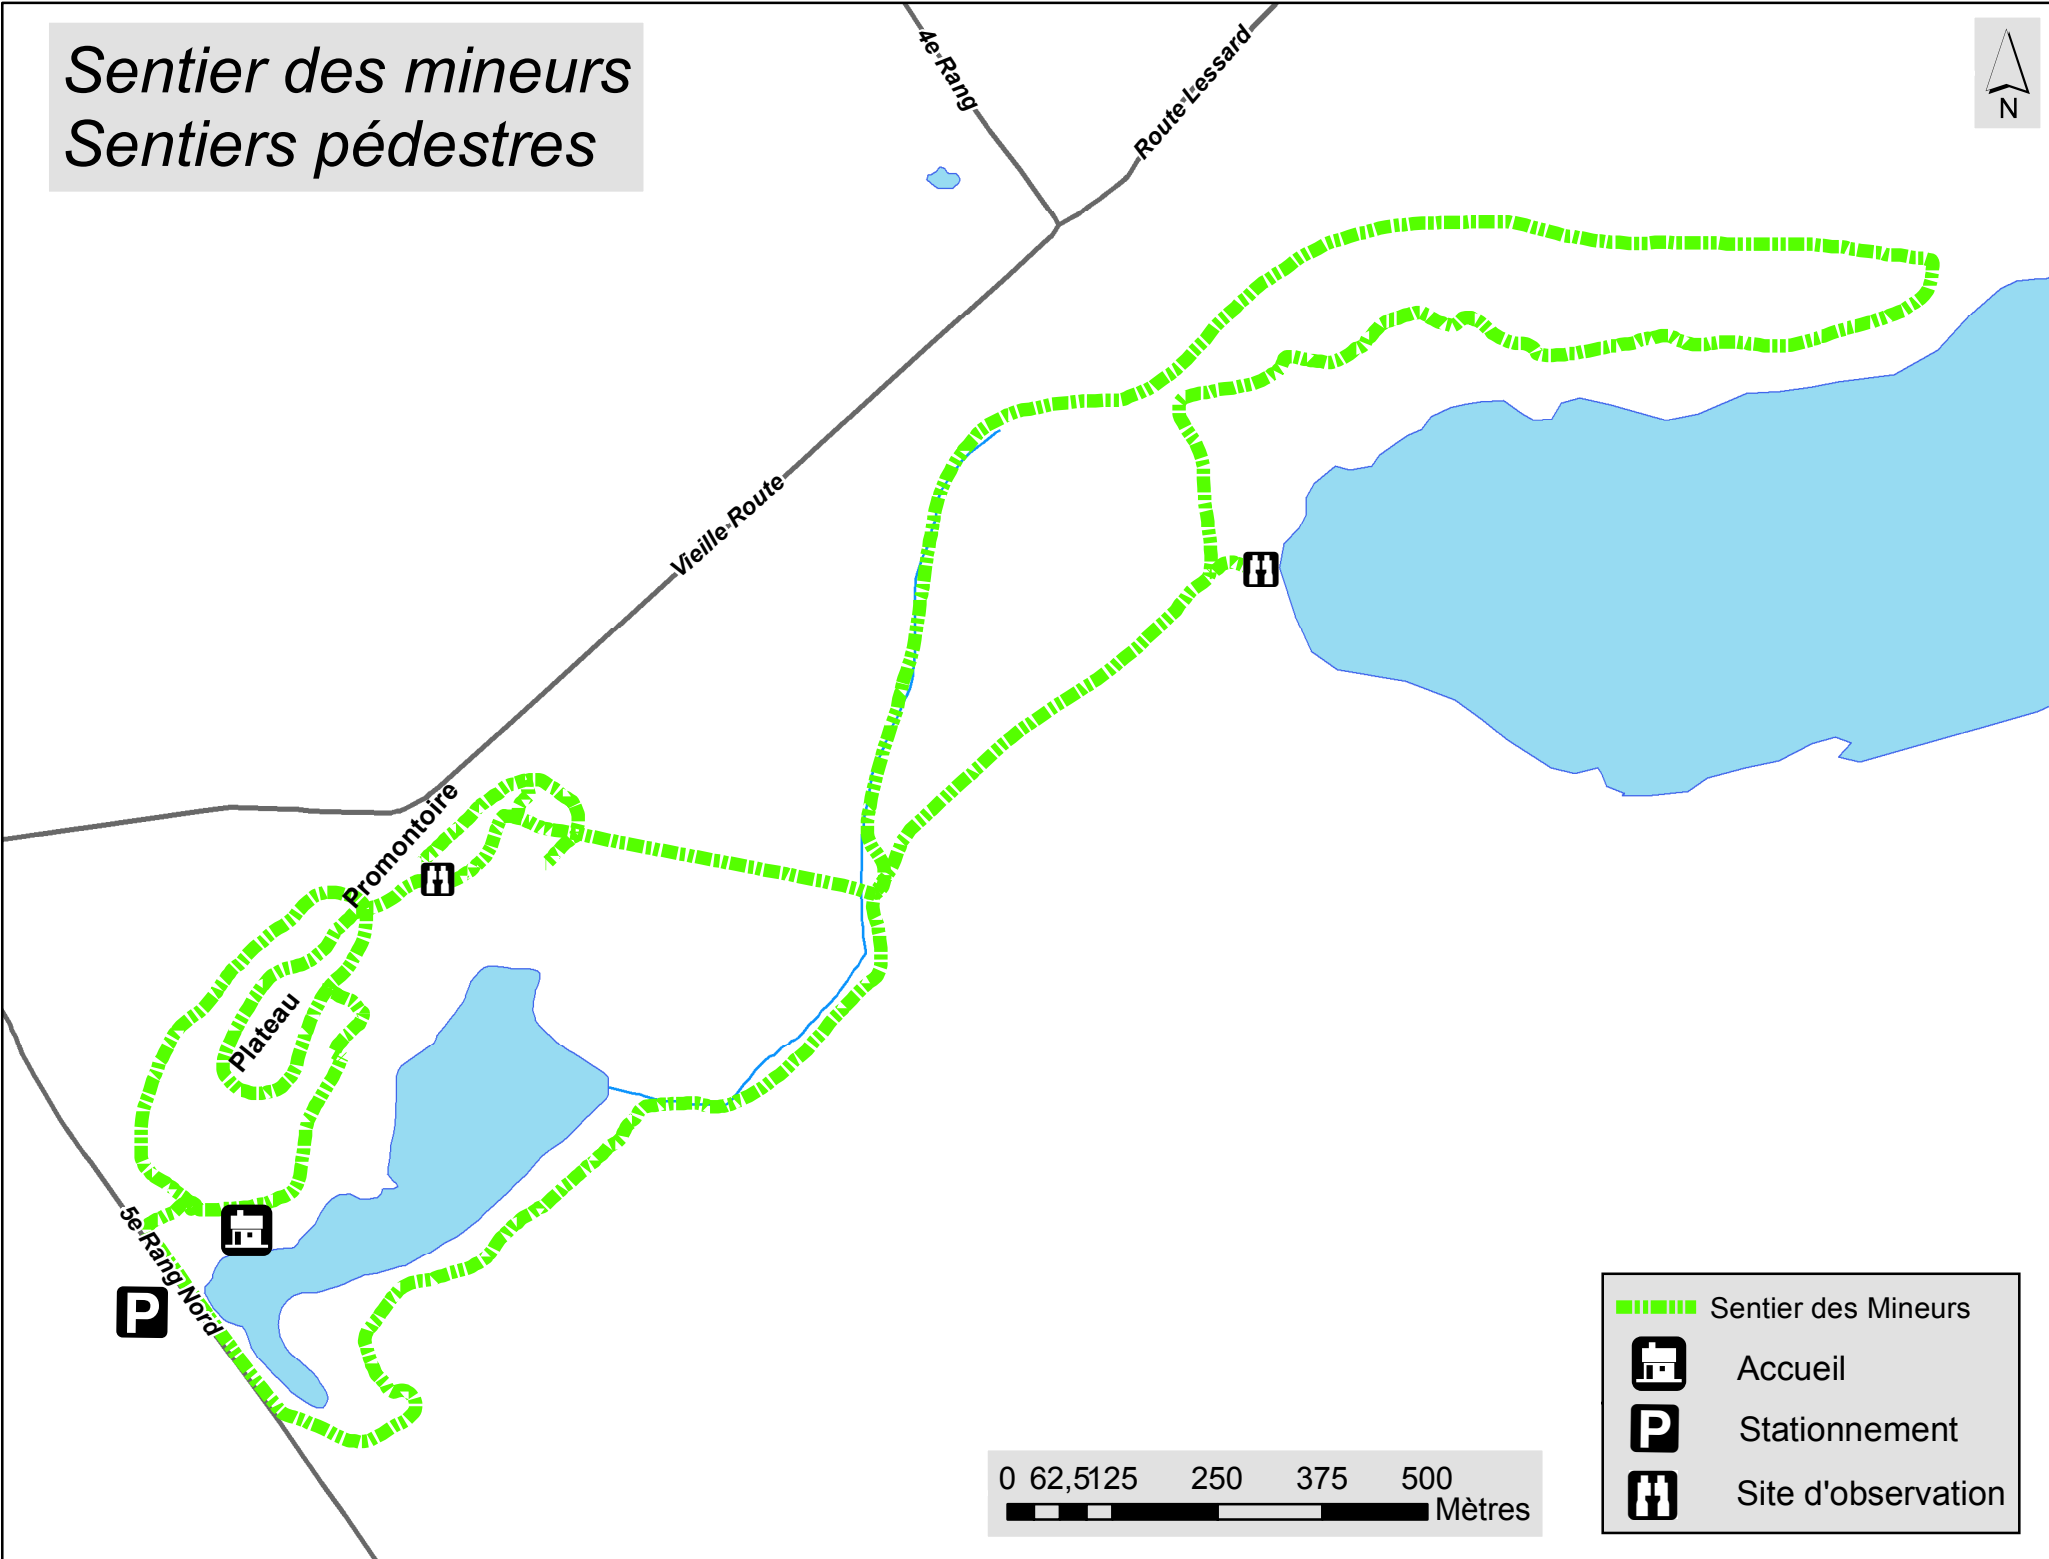 Sentier des mineurs
Sentiers pédestres
4e Rang
Route Lessard
N
Vieille Route
Promontoire
Plateau
5e Rang Nord
P
Sentier des Mineurs
Accueil
P
Stationnement
Site d'observation
0 62,5125 250 375 500
Mètres